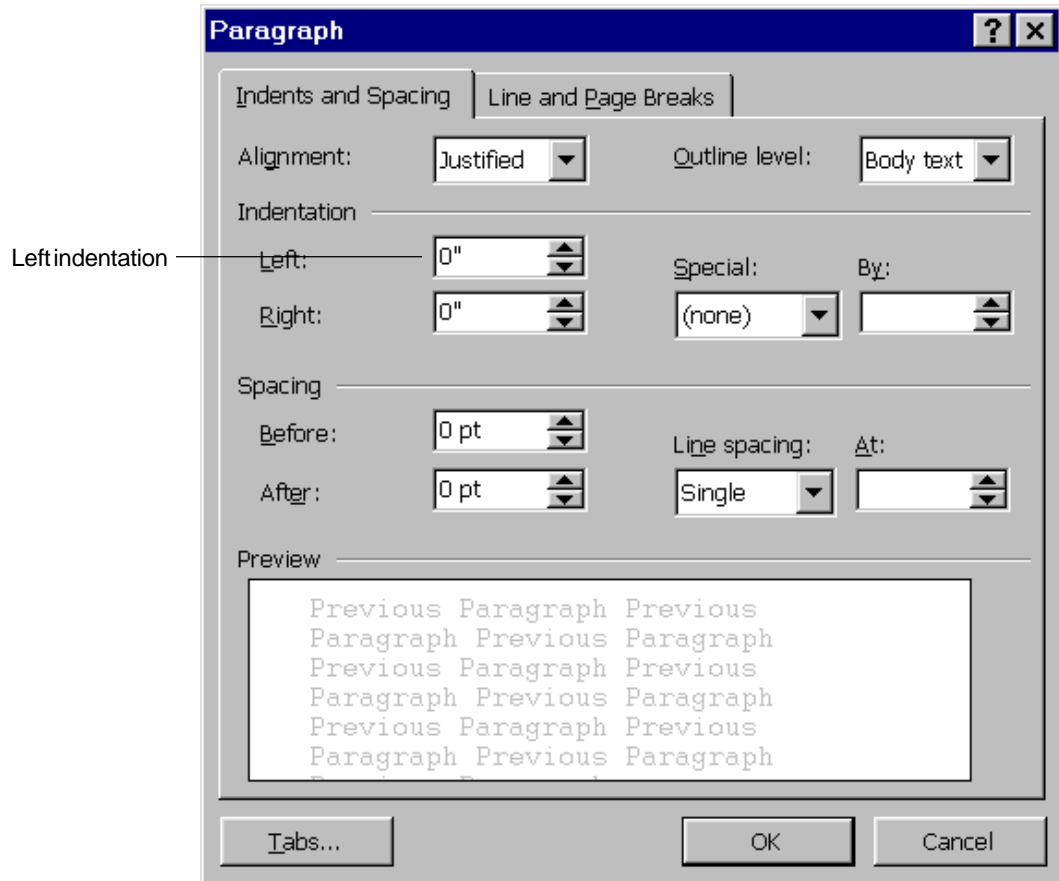 Paragraph
Indents and Spacing Line and Page Breaks
Alignment: Justified Outline level: Body text
Indentation
Left indentation Left: 0"
Special: By:
Right: 0" (none)
Spacing
Before: 0 pt
Line spacing: At:
After: 0 pt Single
Preview
Previous Paragraph Previous
Paragraph Previous Paragraph
Previous Paragraph Previous
Paragraph Previous Paragraph
Previous Paragraph Previous
Paragraph Previous Paragraph
Tabs... OK Cancel